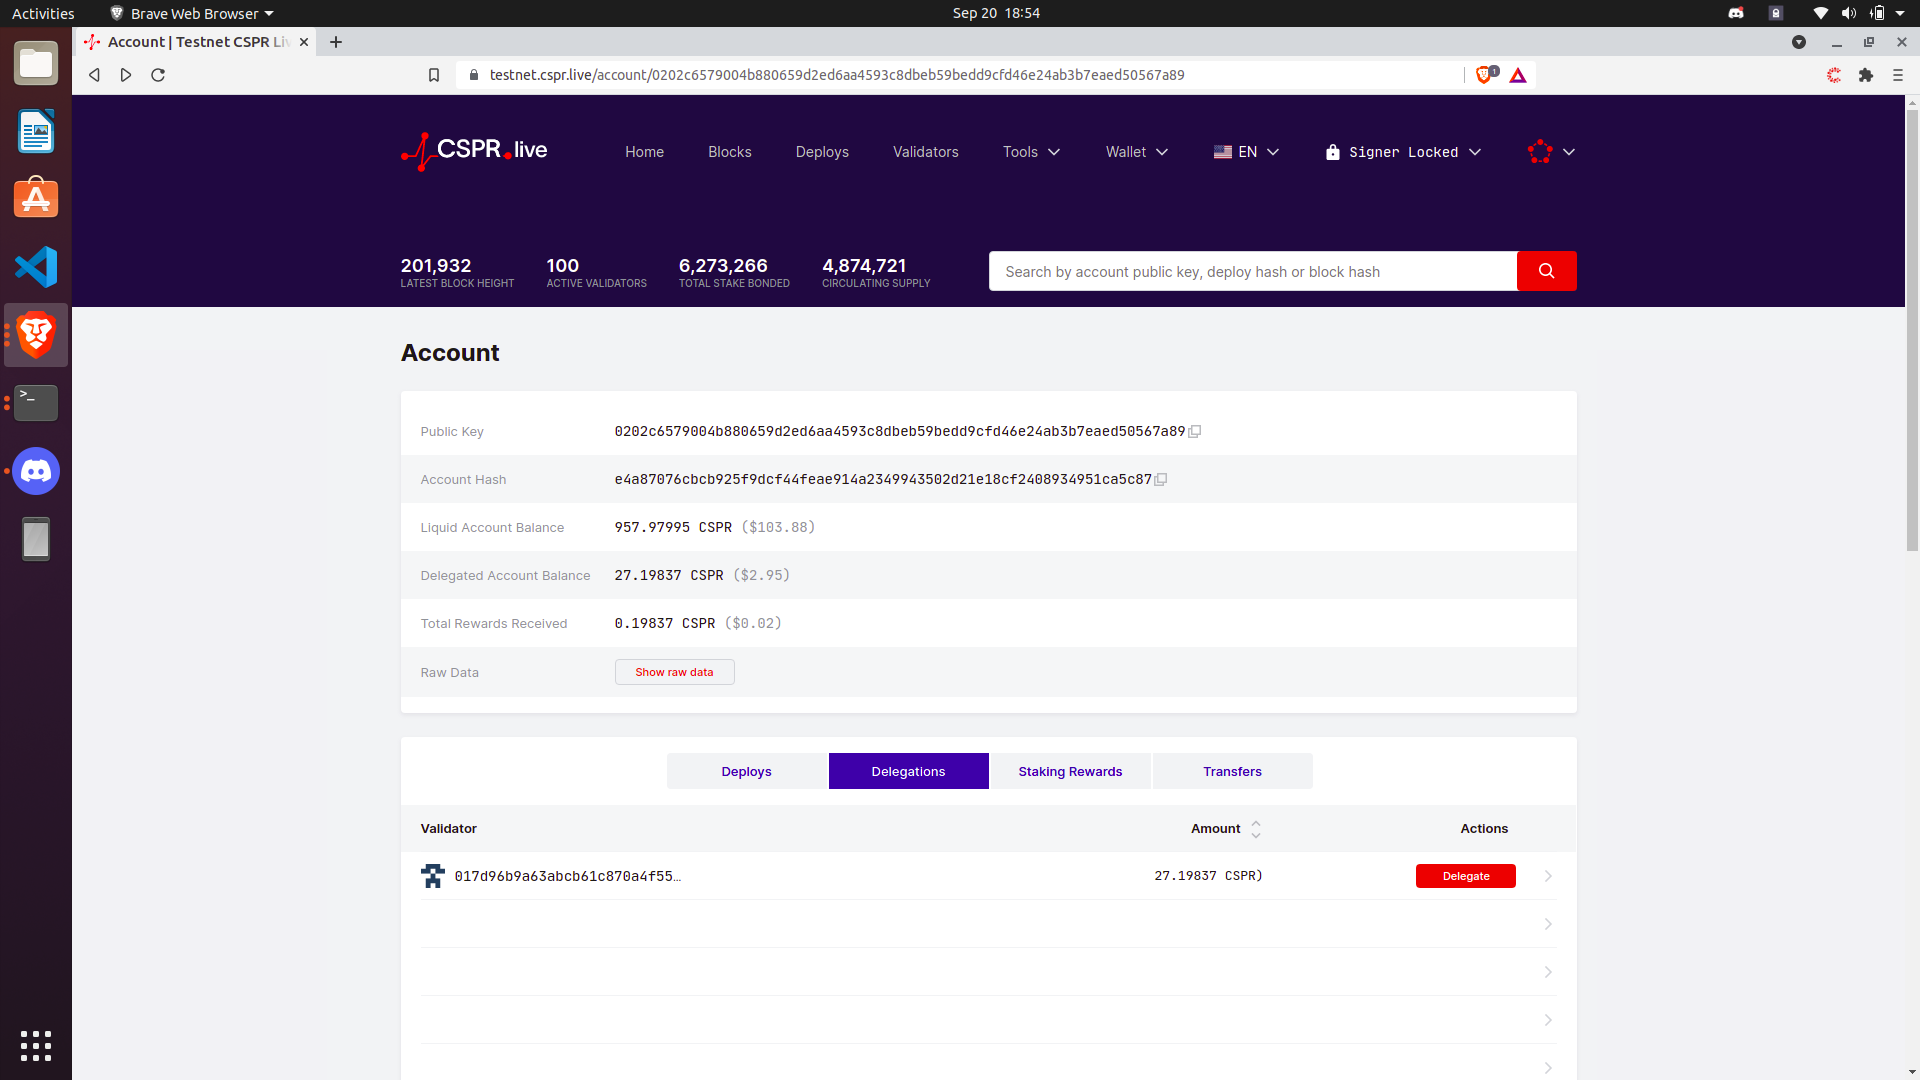 Activities
Brave Web Browser
Sep 20 18:54
Account | Testnet CSPR Liv
testnet.cspr.live/account/0202c6579004b880659d2ed6aa4593c8dbeb59bedd9cfd46e24ab3b7eaed50567a89
1
CSPR.live
Home
Blocks
Deploys
Validators
Tools
Wallet
EN
Signer Locked
201,932
LATEST BLOCK HEIGHT
100
ACTIVE VALIDATORS
6,273,266
TOTAL STAKE BONDED
4,874,721
CIRCULATING SUPPLY
Search by account public key, deploy hash or block hash
Account
Public Key
0202c6579004b880659d2ed6aa4593c8dbeb59bedd9cfd46e24ab3b7eaed50567a89
Account Hash
e4a87076cbcb925f9dcf44feae914a2349943502d21e18cf2408934951ca5c87
Liquid Account Balance
957.97995 CSPR ($103.88)
Delegated Account Balance
27.19837 CSPR ($2.95)
Total Rewards Received
0.19837 CSPR ($0.02)
Raw Data
Show raw data
Deploys
Delegations
Staking Rewards
Transfers
Validator
Amount
Actions
017d96b9a63abcb61c870a4f55…
27.19837 CSPR)
Delegate